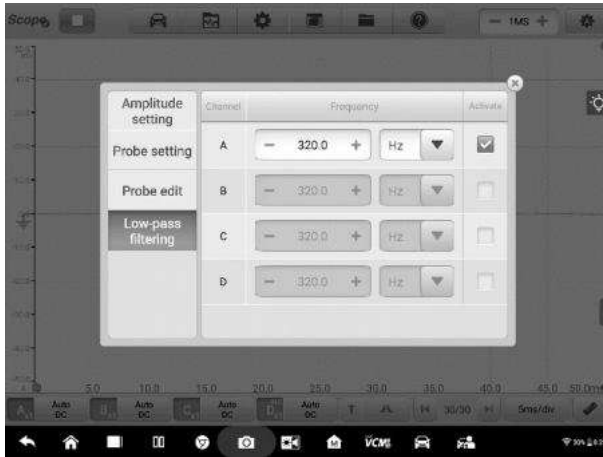 Scope
1MS
Amplitude
setting
Probe setting
Probe edit
Low-pass
filtering
Channel
Frequency
Activate
A
320.0
Hz
B
320.0
Hz
C
320.0
Hz
D
320.0
Hz
5.0 10.0 15.0 20.0 25.0 30.0 35.0 40.0 45.0 50.0ms
Auto
DC
Auto
DC
Auto
DC
Auto
DC
T
30/30
5ms/div
VCMI